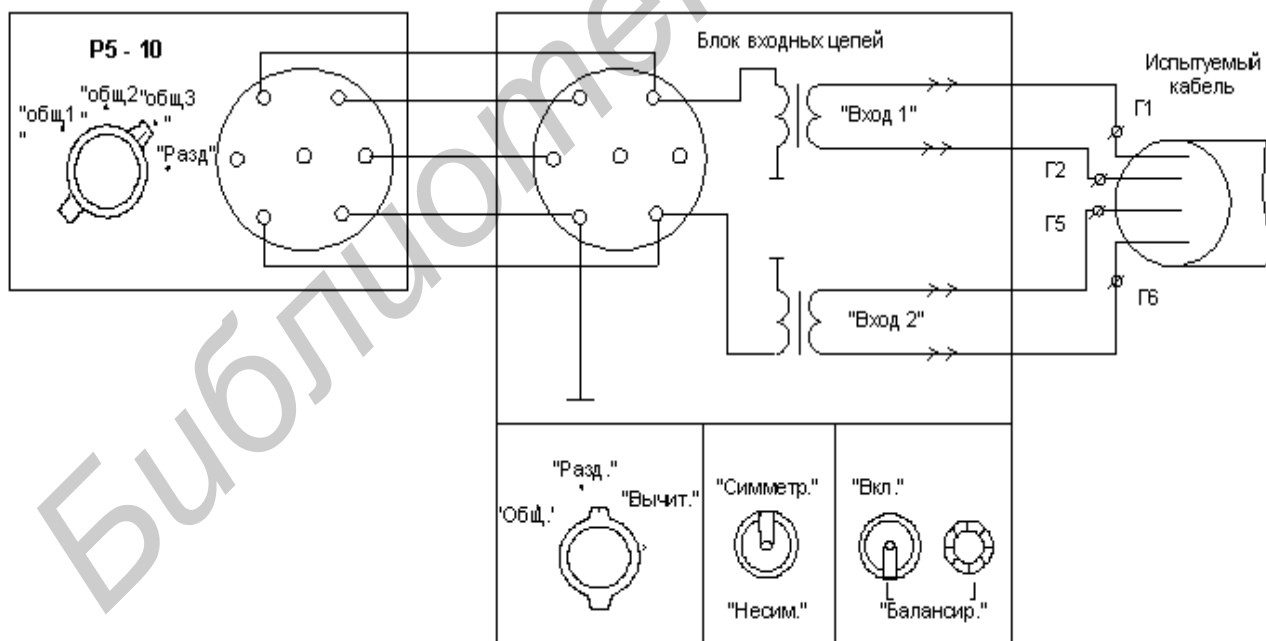 Р5 - 10
"общ1"
"общ2"
"общ3"
"Разд"
Блок входных цепей
"Вход 1"
"Вход 2"
Испытуемый
кабель
Г1
Г2
Г5
Г6
"Разд."
"Общ."
"Вычит."
"Симметр."
"Несим."
"Вкл."
"Балансир."
Библиоте